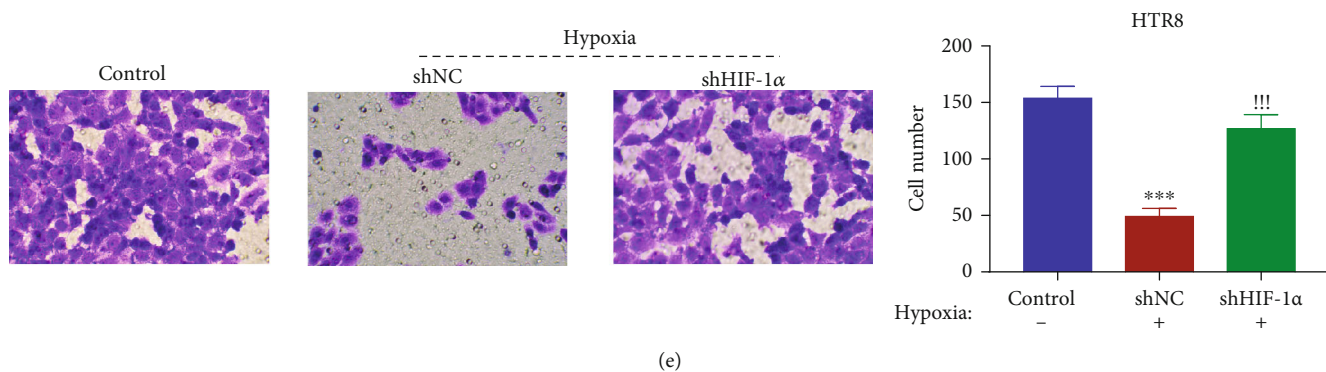 Hypoxia
Control
shNC
shHIF-1α
HTR8
Cell number
200
150
100
50
0
***
!!!
Control
shNC
shHIF-1α
Hypoxia:
–
+
+
(e)